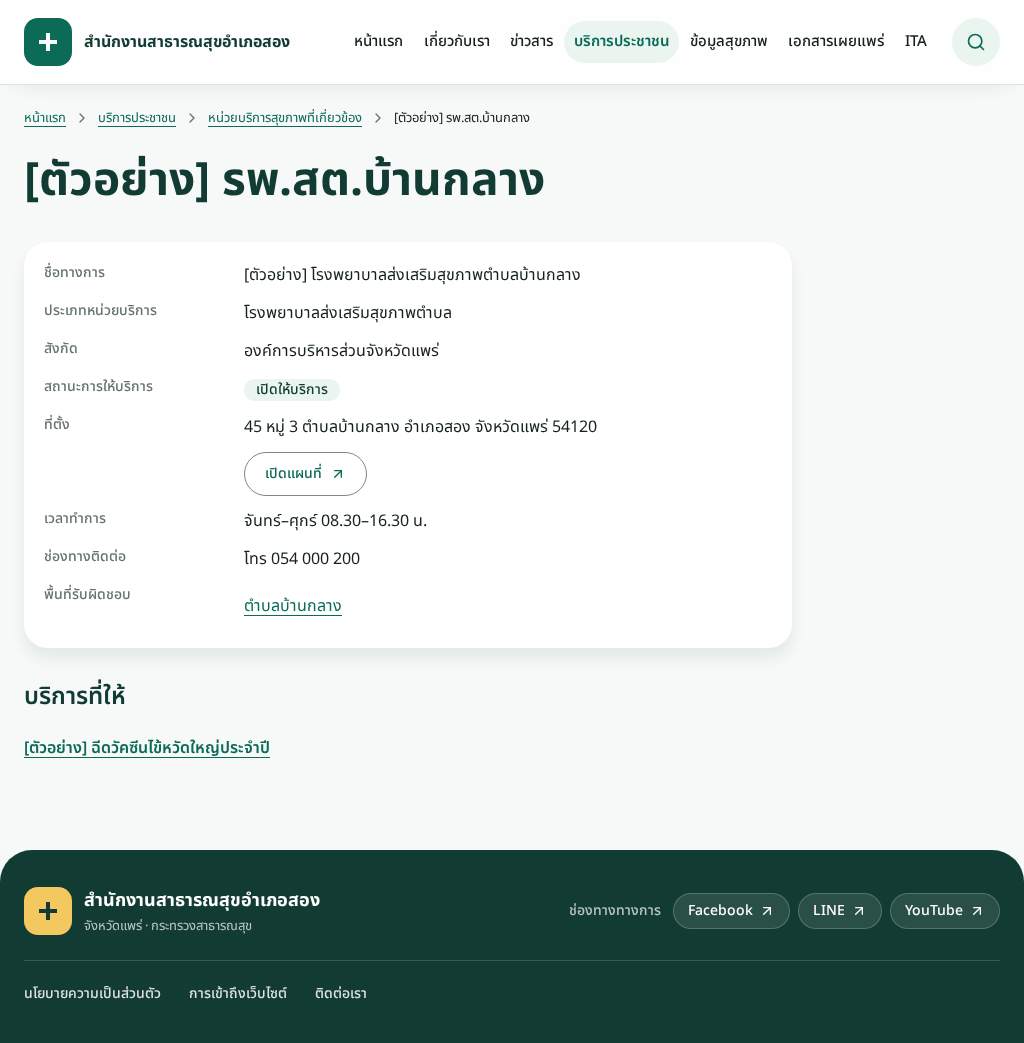 สำนักงานสาธารณสุขอำเภอสอง
หน้าแรก เกี่ยวกับเรา ข่าวสาร บริการประชาชน ข้อมูลสุขภาพ เอกสารเผยแพร่ ITA
หน้าแรก บริการประชาชน หน่วยบริการสุขภาพที่เกี่ยวข้อง [ตัวอย่าง] รพ.สต.บ้านกลาง
[ตัวอย่าง] รพ.สต.บ้านกลาง
ชื่อทางการ [ตัวอย่าง] โรงพยาบาลส่งเสริมสุขภาพตำบลบ้านกลาง
ประเภทหน่วยบริการ โรงพยาบาลส่งเสริมสุขภาพตำบล
สังกัด องค์การบริหารส่วนจังหวัดแพร่
สถานะการให้บริการ เปิดให้บริการ
ที่ตั้ง 45 หมู่ 3 ตำบลบ้านกลาง อำเภอสอง จังหวัดแพร่ 54120
เปิดแผนที่
เวลาทำการ จันทร์–ศุกร์ 08.30–16.30 น.
ช่องทางติดต่อ โทร 054 000 200
พื้นที่รับผิดชอบ ตำบลบ้านกลาง
บริการที่ให้
[ตัวอย่าง] ฉีดวัคซีนไข้หวัดใหญ่ประจำปี
สำนักงานสาธารณสุขอำเภอสอง
จังหวัดแพร่ · กระทรวงสาธารณสุข
ช่องทางทางการ Facebook LINE YouTube
นโยบายความเป็นส่วนตัว การเข้าถึงเว็บไซต์ ติดต่อเรา